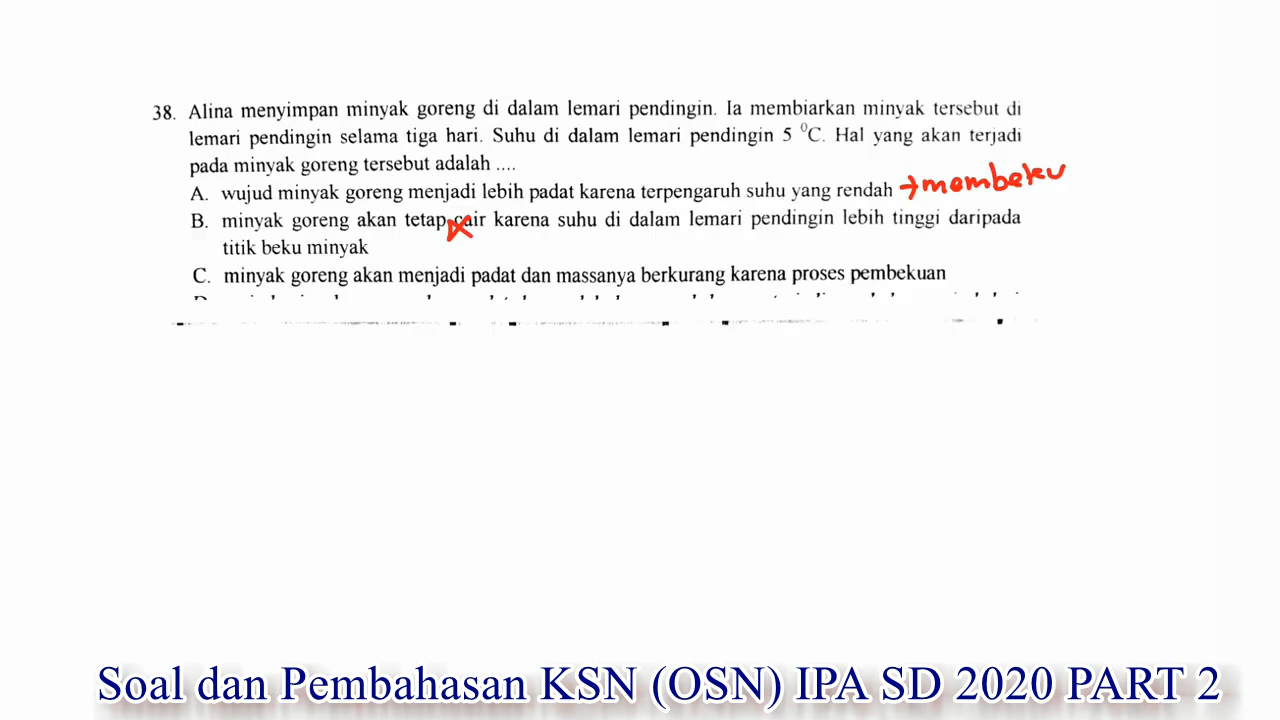 38. Alina menyimpan minyak goreng di dalam lemari pendingin. Ia membiarkan minyak tersebut di
lemari pendingin selama tiga hari. Suhu di dalam lemari pendingin 5 ⁰C. Hal yang akan terjadi
pada minyak goreng tersebut adalah ....
A. wujud minyak goreng menjadi lebih padat karena terpengaruh suhu yang rendah → membeku
B. minyak goreng akan tetap cair karena suhu di dalam lemari pendingin lebih tinggi daripada
titik beku minyak
C. minyak goreng akan menjadi padat dan massanya berkurang karena proses pembekuan
Soal dan Pembahasan KSN (OSN) IPA SD 2020 PART 2